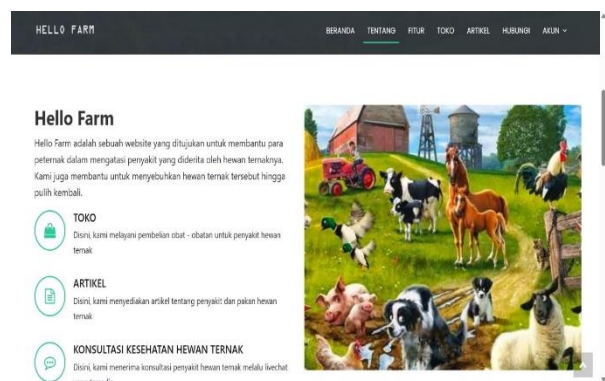 HELLO FARM
BERANDA TENTANG FITUR TOKO ARTIKEL HUBUNGI AKUN
Hello Farm
Hello Farm adalah sebuah website yang ditujukan untuk membantu para
peternak dalam mengatasi penyakit yang diderita oleh hewan ternaknya.
Kami juga membantu untuk menyebuhkan hewan ternak tersebut hingga
pulih kembali.
TOKO
Disini, kami melayani pembelian obat - obatan untuk penyakit hewan
ternak
ARTIKEL
Disini, kami menyediakan artikel tentang penyakit dan pakan hewan
ternak
KONSULTASI KESEHATAN HEWAN TERNAK
Disini, kami menerima konsultasi penyakit hewan ternak melalu livechat